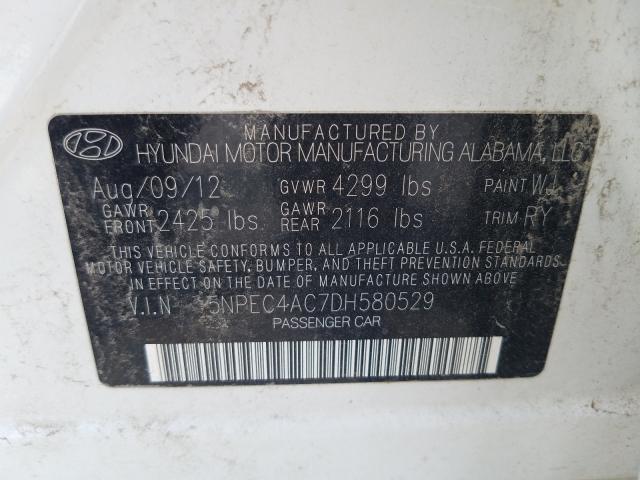 MANUFACTURED BY
HYUNDAI MOTOR MANUFACTURING ALABAMA, LLC
Aug/09/12 GVWR 4299 lbs PAINT WJ
GAWR FRONT 2425 lbs. GAWR REAR 2116 lbs TRIM RY
THIS VEHICLE CONFORMS TO ALL APPLICABLE U.S.A. FEDERAL
MOTOR VEHICLE SAFETY, BUMPER, AND THEFT PREVENTION
STANDARDS IN EFFECT ON THE DATE OF MANUFACTURE SHOWN ABOVE
V.I.N 5NPEC4AC7DH580529
PASSENGER CAR